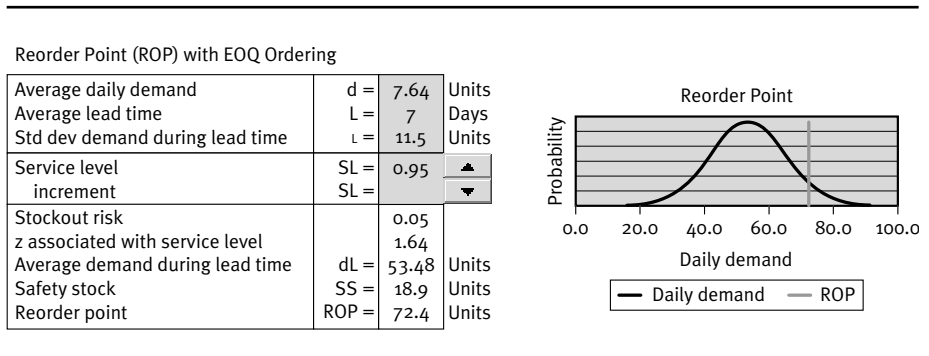 Reorder Point (ROP) with EOQ Ordering
Average daily demand d = 7.64 Units
Average lead time L = 7 Days
Std dev demand during lead time L = 11.5 Units
Service level SL = 0.95
increment SL =
Stockout risk 0.05
z associated with service level 1.64
Average demand during lead time dL = 53.48 Units
Safety stock SS = 18.9 Units
Reorder point ROP = 72.4 Units
Reorder Point
Probability
0.0 20.0 40.0 60.0 80.0 100.0
Daily demand
Daily demand ROP